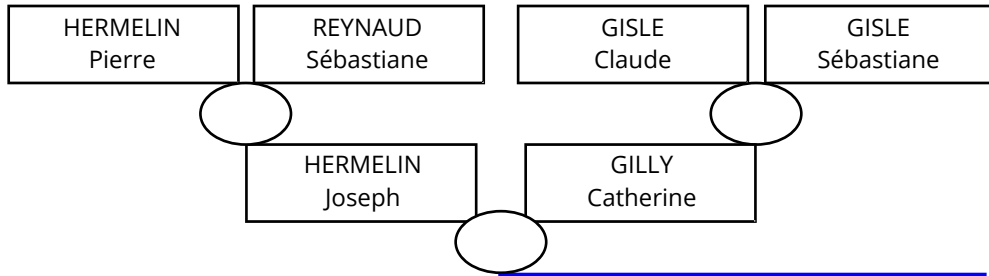 HERMELIN
Pierre
REYNAUD
Sébastiane
GISLE
Claude
GISLE
Sébastiane
HERMELIN
Joseph
GILLY
Catherine